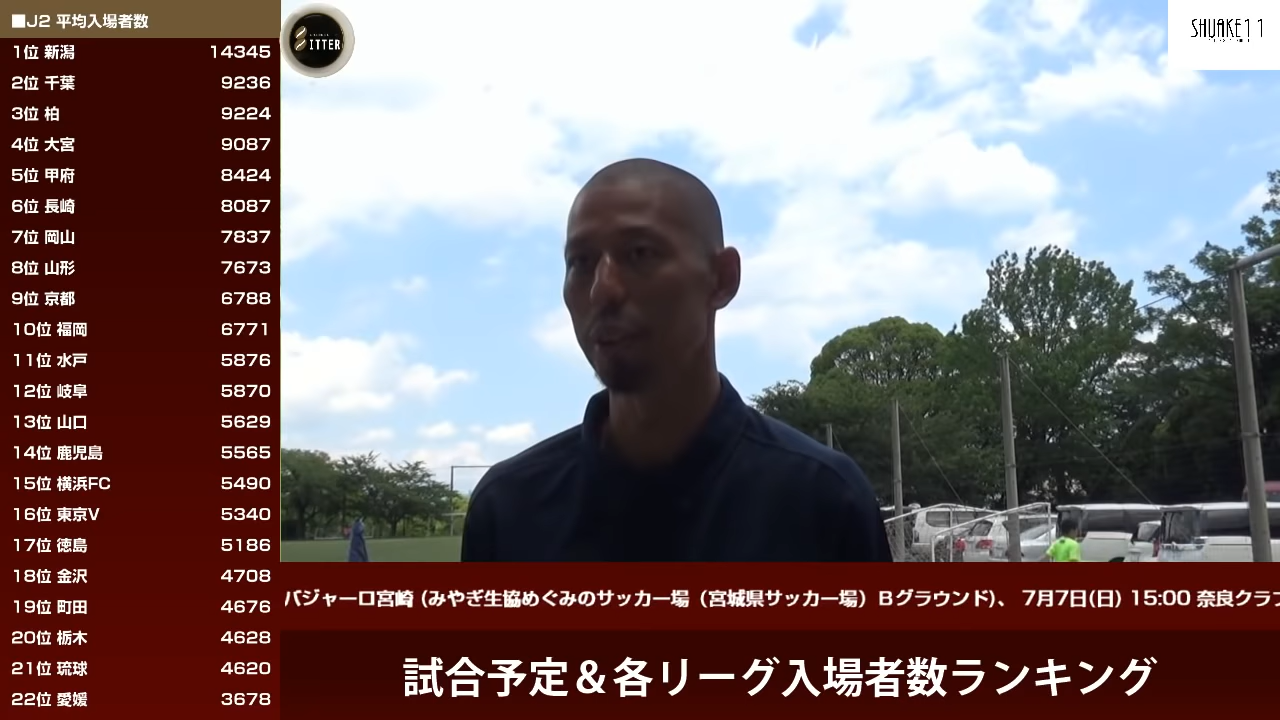 ■J2 平均入場者数
1位 新潟 14345
2位 千葉 9236
3位 柏 9224
4位 大宮 9087
5位 甲府 8424
6位 長崎 8087
7位 岡山 7837
8位 山形 7673
9位 京都 6788
10位 福岡 6771
11位 水戸 5876
12位 岐阜 5870
13位 山口 5629
14位 鹿児島 5565
15位 横浜FC 5490
16位 東京V 5340
17位 徳島 5186
18位 金沢 4708
19位 町田 4676
20位 栃木 4628
21位 琉球 4620
22位 愛媛 3678
ITTER
SHUAKE11
バジャーロ宮崎 (みやぎ生協めぐみのサッカー場（宮城県サッカー場）Ｂグラウンド)、 7月7日(日) 15:00 奈良クラブ
試合予定＆各リーグ入場者数ランキング